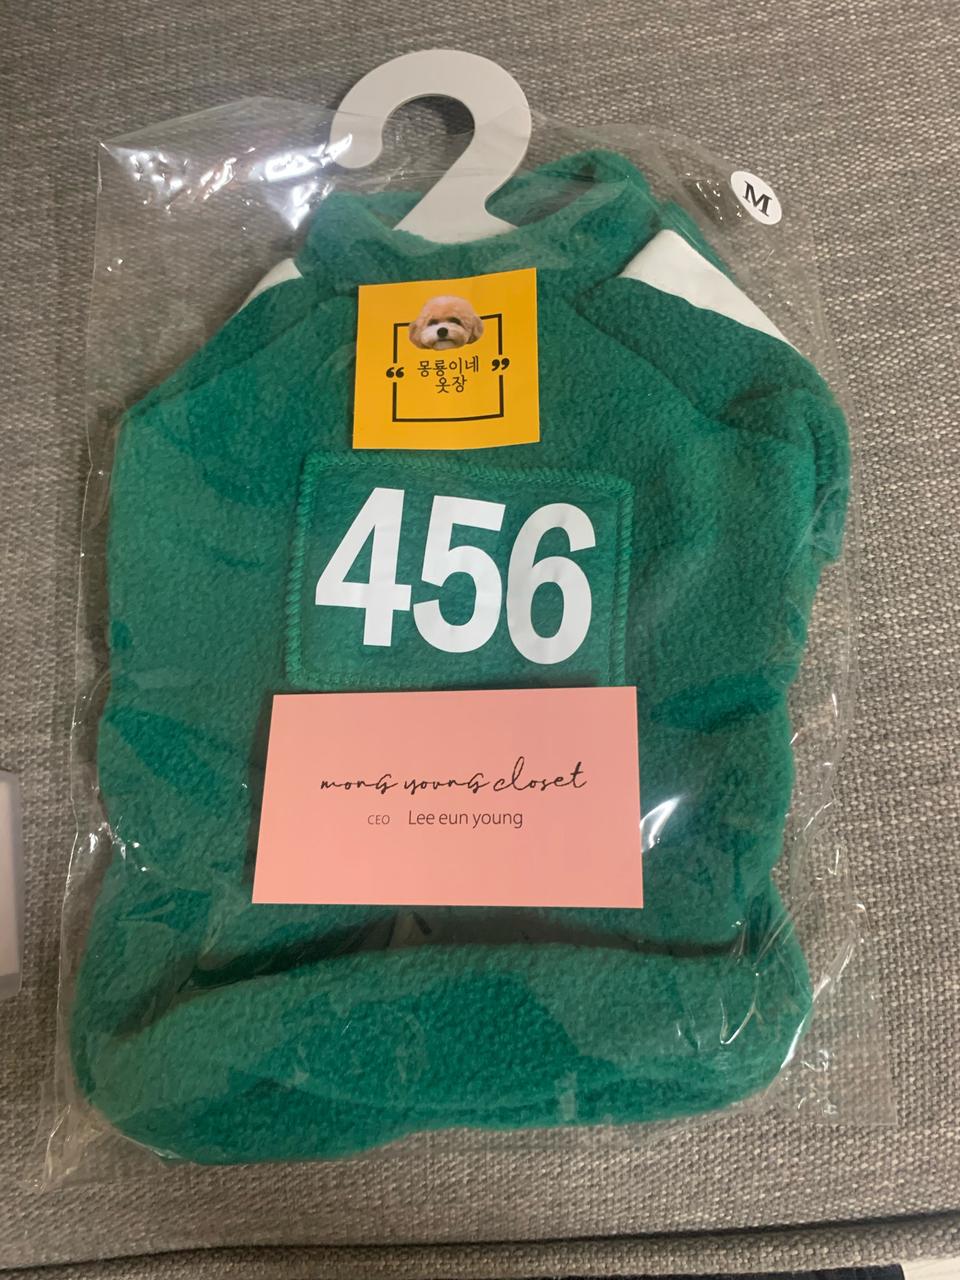 M
“ 몽룡이네 ”
옷장
456
mong young closet
CEO Lee eun young